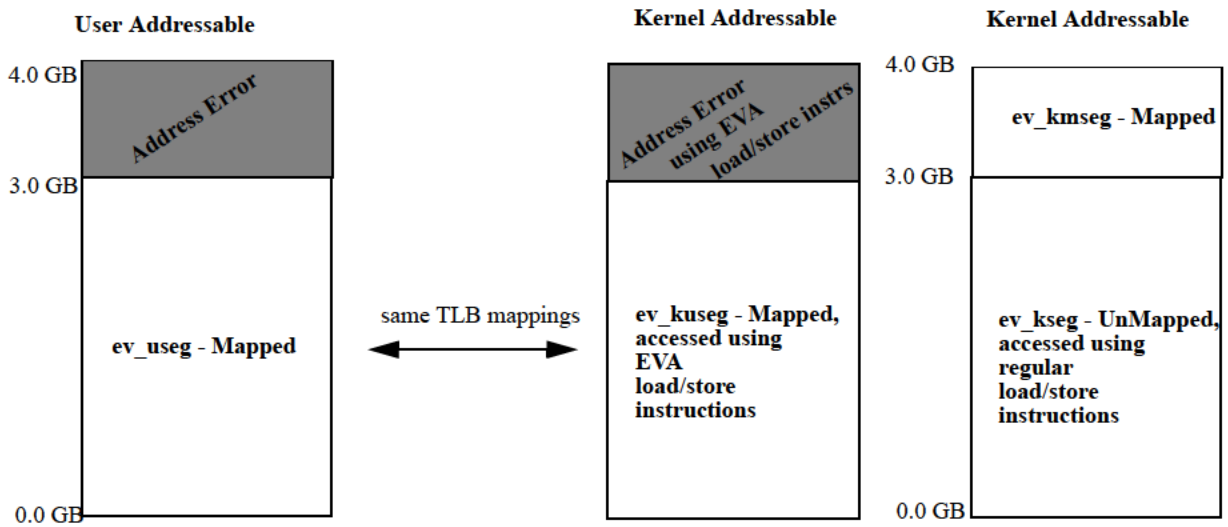 User Addressable
4.0 GB
Address Error
3.0 GB
ev_useg - Mapped
0.0 GB
same TLB mappings
Kernel Addressable
Address Error
using EVA
load/store instrs
ev_kuseg - Mapped,
accessed using
EVA
load/store
instructions
Kernel Addressable
4.0 GB
ev_kmseg - Mapped
3.0 GB
ev_kseg - UnMapped,
accessed using
regular
load/store
instructions
0.0 GB